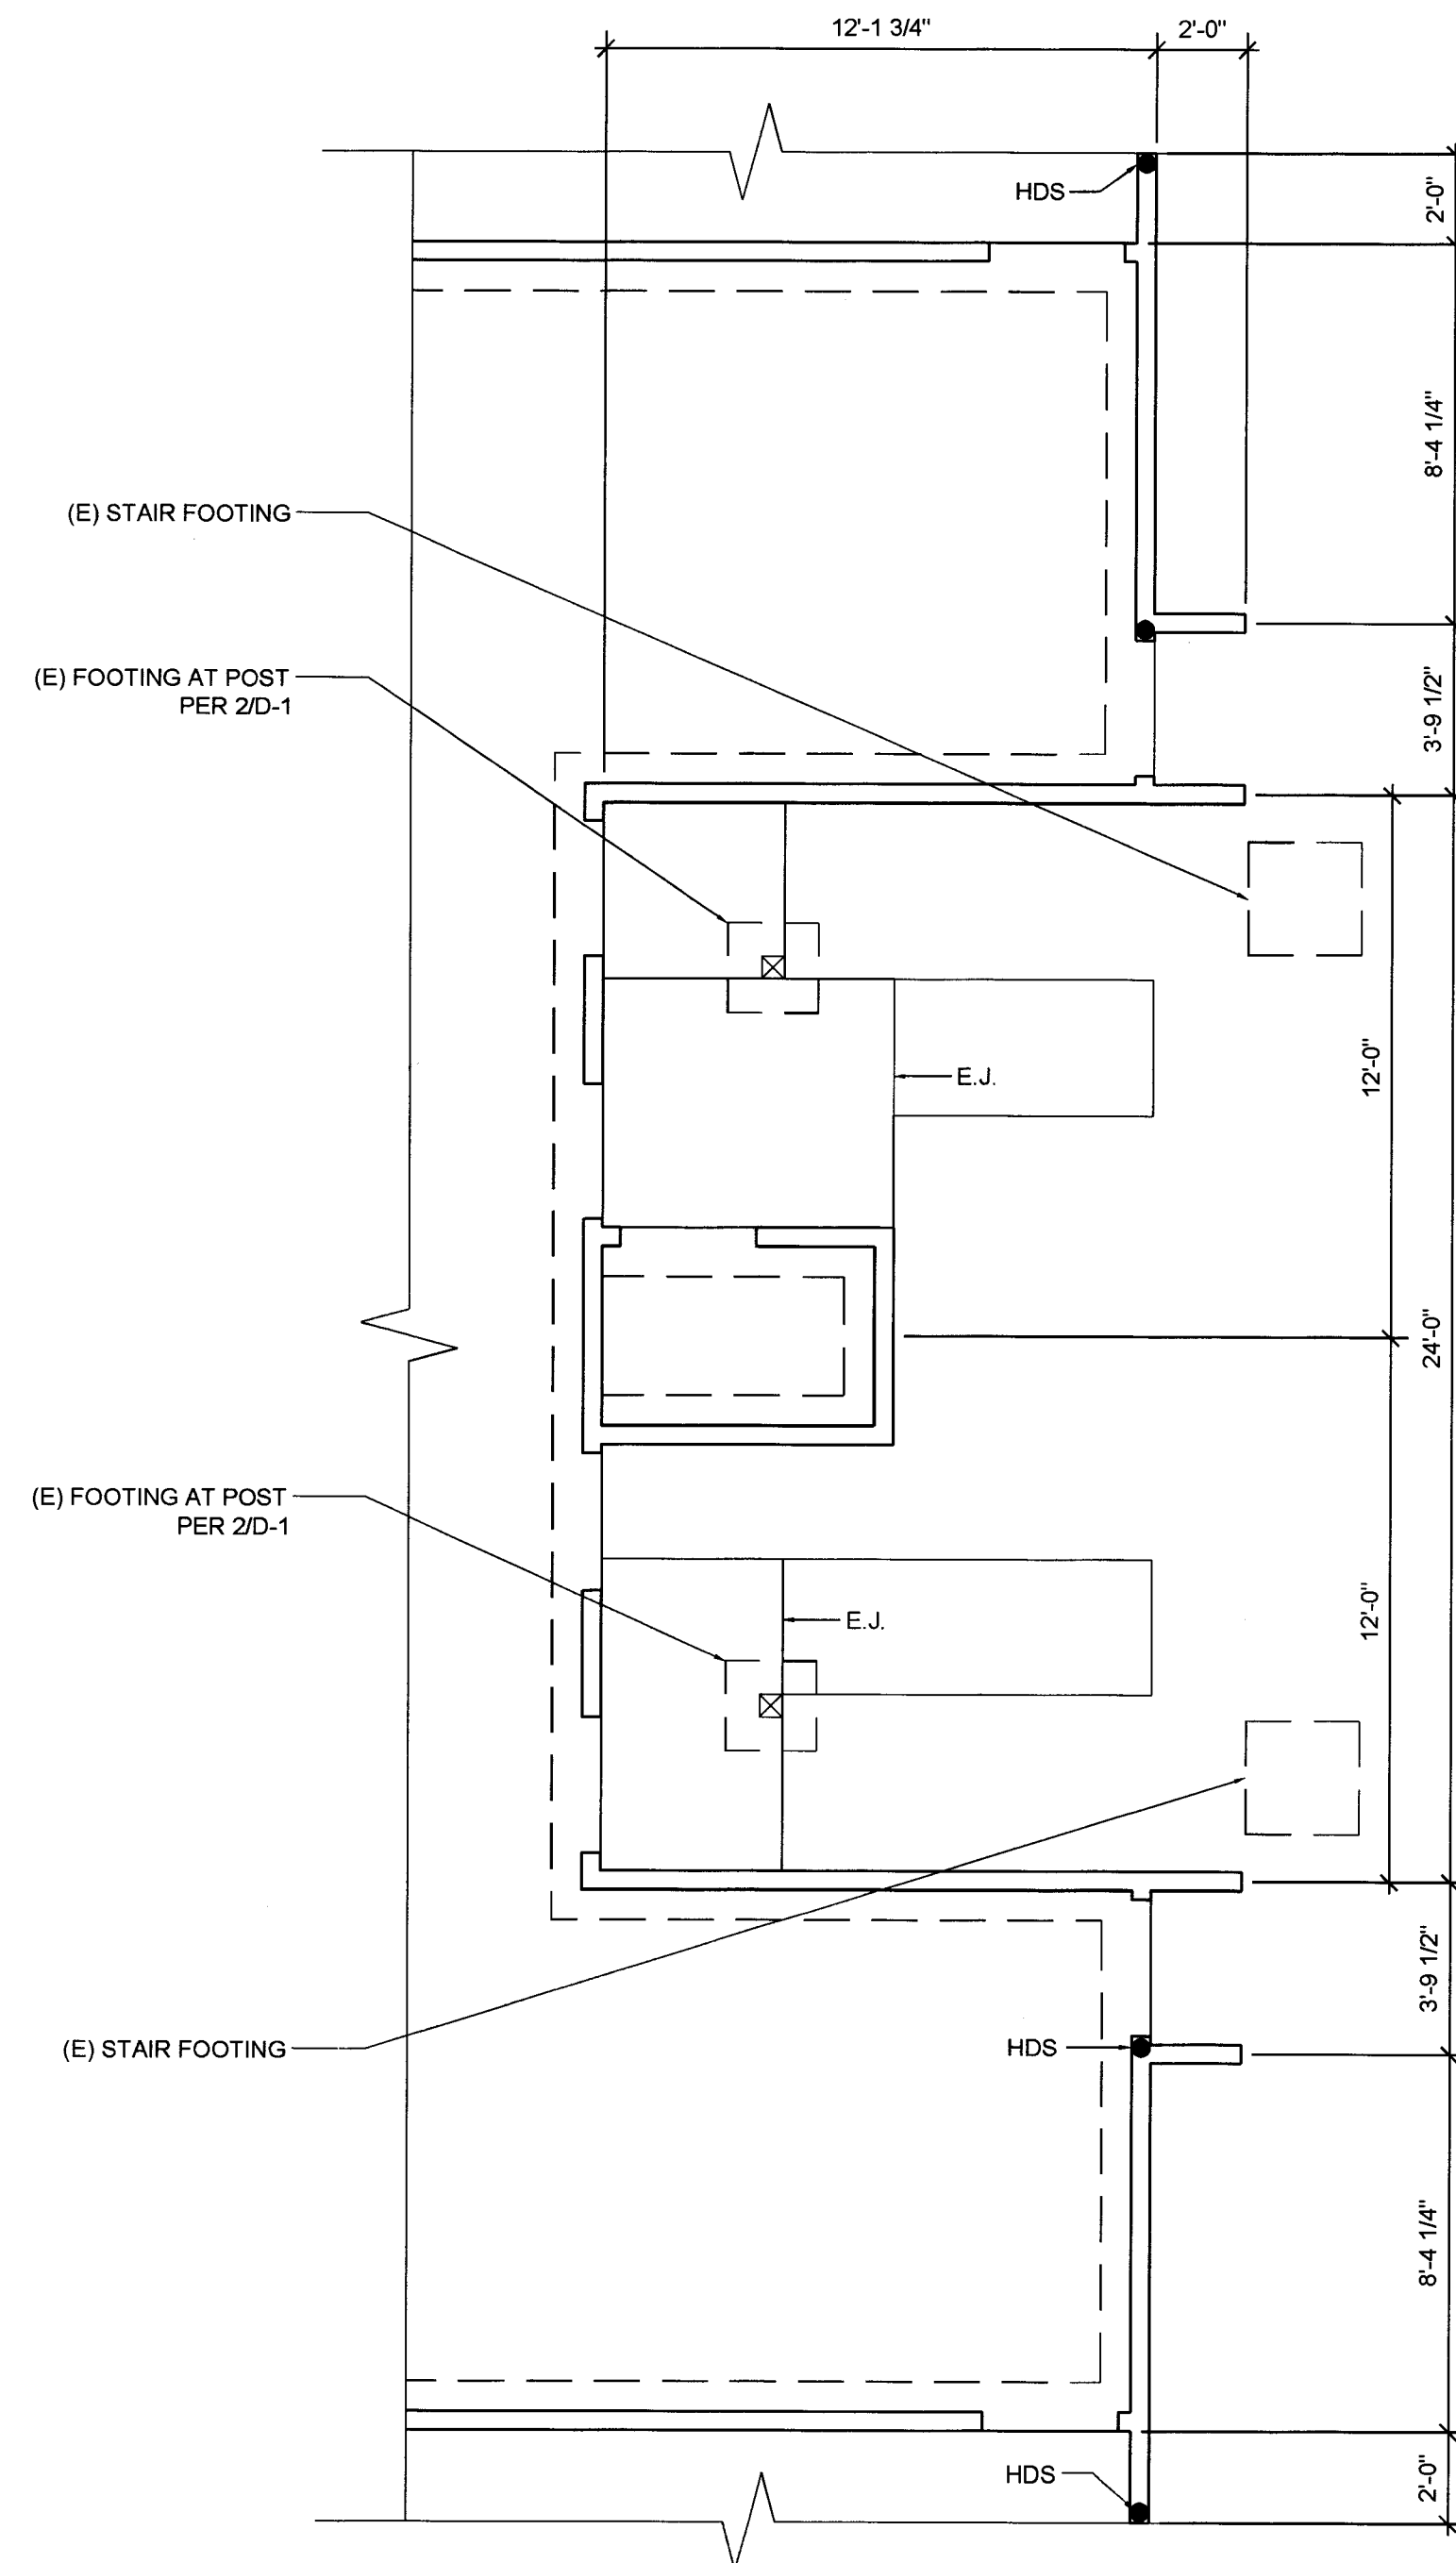 12'-1 3/4"
2'-0"
HDS
2'-0"
8'-4 1/4"
(E) STAIR FOOTING
(E) FOOTING AT POST
PER 2/D-1
3'-9 1/2"
E.J.
12'-0"
24'-0"
(E) FOOTING AT POST
PER 2/D-1
E.J.
12'-0"
3'-9 1/2"
(E) STAIR FOOTING
HDS
8'-4 1/4"
HDS
2'-0"